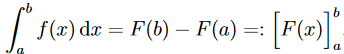 ∫_a^b f(x) dx = F(b) − F(a) =: [F(x)]_a^b.